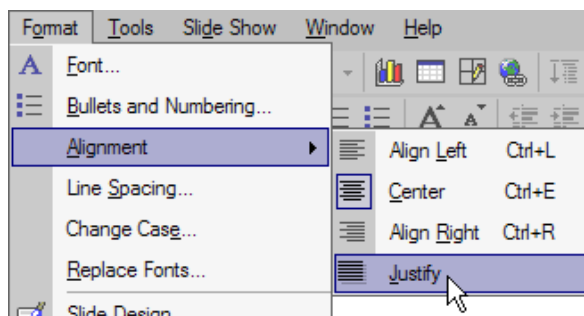 Format Tools Slide Show Window Help
Font...
Bullets and Numbering...
Alignment
Align Left Ctrl+L
Line Spacing...
Center Ctrl+E
Change Case...
Align Right Ctrl+R
Replace Fonts...
Justify
Slide Design